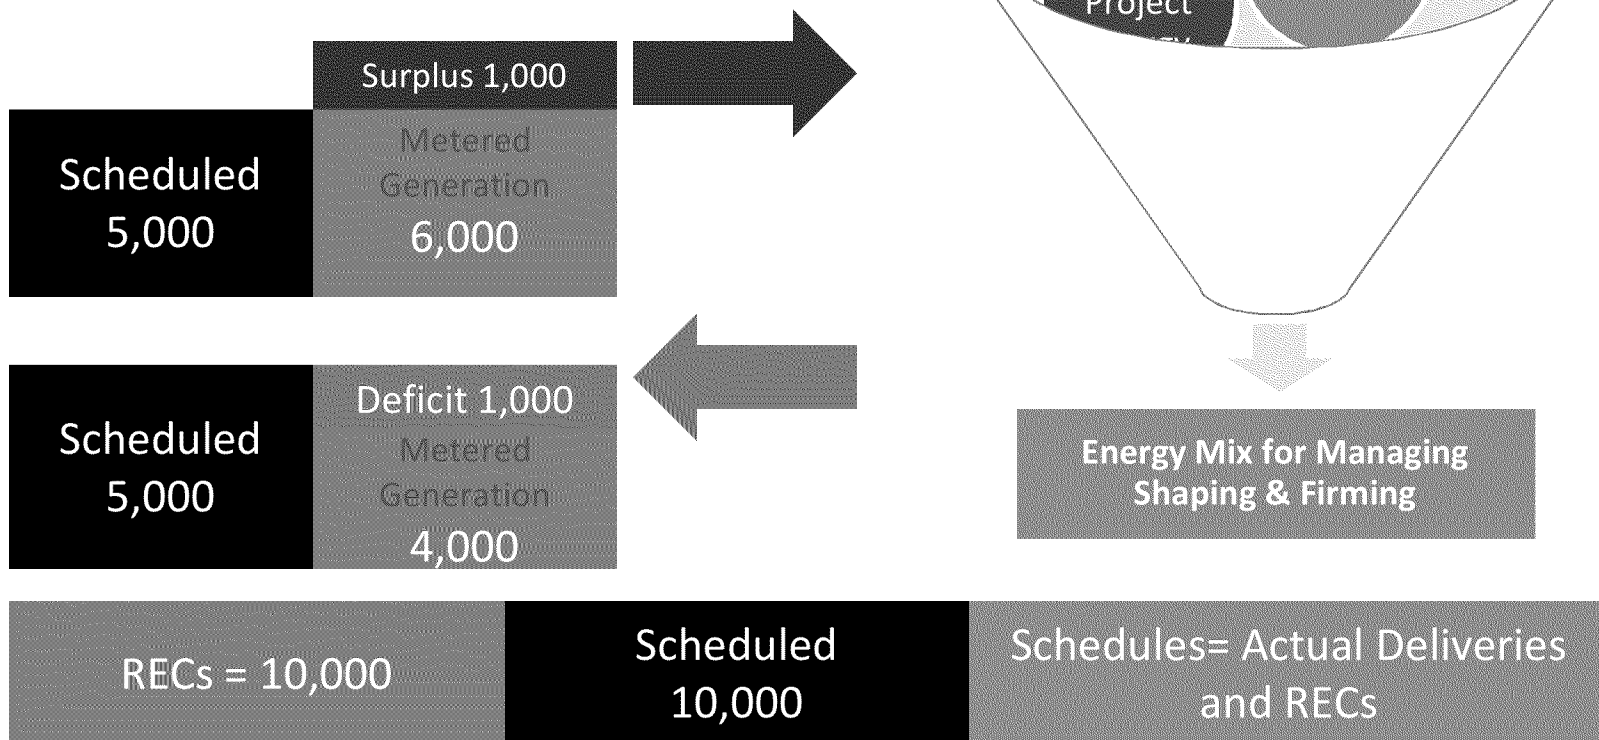 Project
Surplus 1,000
Scheduled
5,000
Metered
Generation
6,000
Scheduled
5,000
Deficit 1,000
Metered
Generation
4,000
Energy Mix for Managing
Shaping & Firming
RECs = 10,000
Scheduled
10,000
Schedules= Actual Deliveries
and RECs